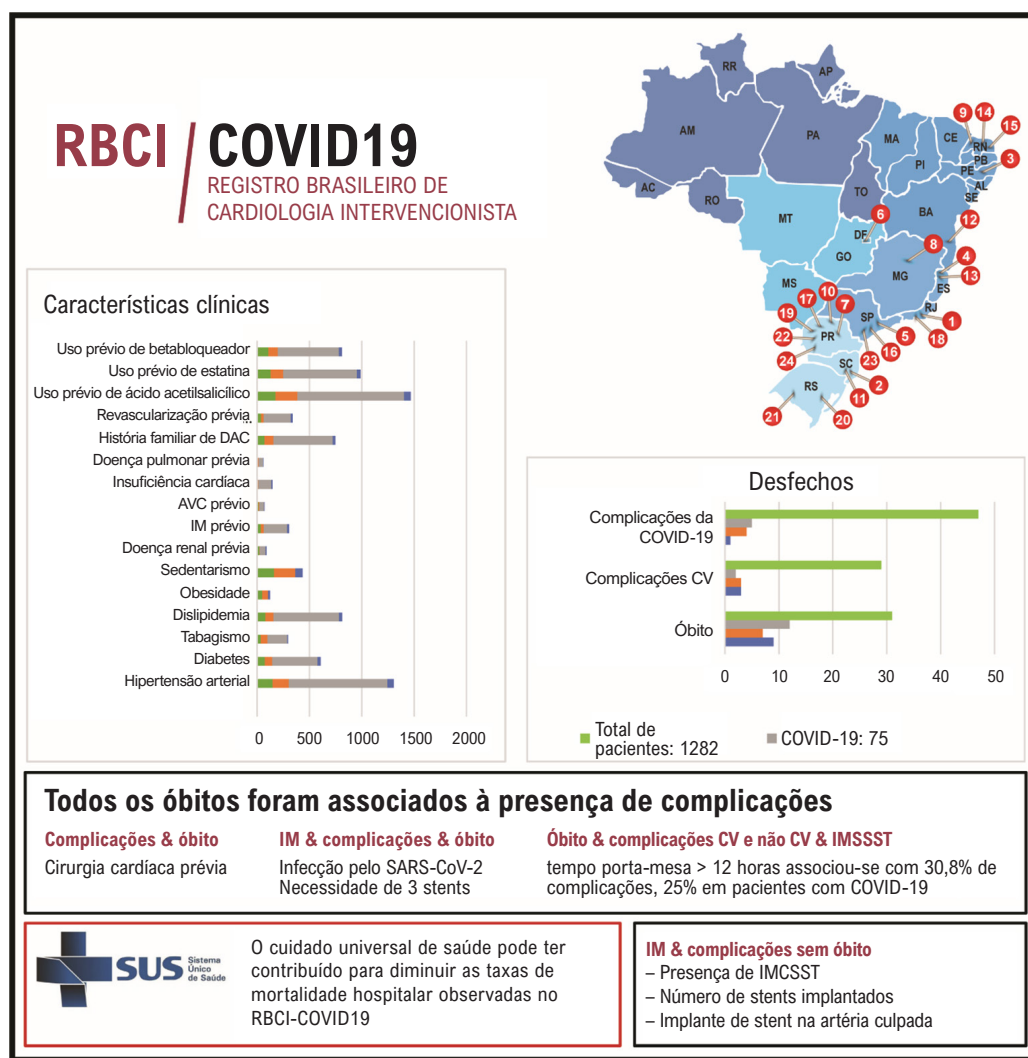 RBCI / COVID19
REGISTRO BRASILEIRO DE
CARDIOLOGIA INTERVENCIONISTA
RR
AP
AM
PA
MA
CE
RN
PB
PE
PI
AL
SE
AC
RO
TO
BA
MT
DF
GO
MG
ES
MS
RJ
SP
PR
SC
RS
9
14
15
3
6
12
8
4
13
10
17
7
19
1
5
18
22
16
23
24
2
11
21
20
Características clínicas
Uso prévio de betabloqueador
Uso prévio de estatina
Uso prévio de ácido acetilsalicílico
Revascularização prévia...
História familiar de DAC
Doença pulmonar prévia
Insuficiência cardíaca
AVC prévio
IM prévio
Doença renal prévia
Sedentarismo
Obesidade
Dislipidemia
Tabagismo
Diabetes
Hipertensão arterial
0 500 1000 1500 2000
Desfechos
Complicações da
COVID-19
Complicações CV
Óbito
0 10 20 30 40 50
Total de
pacientes: 1282
COVID-19: 75
Todos os óbitos foram associados à presença de complicações
Complicações & óbito
Cirurgia cardíaca prévia
IM & complicações & óbito
Infecção pelo SARS-CoV-2
Necessidade de 3 stents
Óbito & complicações CV e não CV & IMSSST
tempo porta-mesa > 12 horas associou-se com 30,8% de
complicações, 25% em pacientes com COVID-19
SUS
Sistema
Único
de Saúde
O cuidado universal de saúde pode ter
contribuído para diminuir as taxas de
mortalidade hospitalar observadas no
RBCI-COVID19
IM & complicações sem óbito
– Presença de IMCSST
– Número de stents implantados
– Implante de stent na artéria culpada